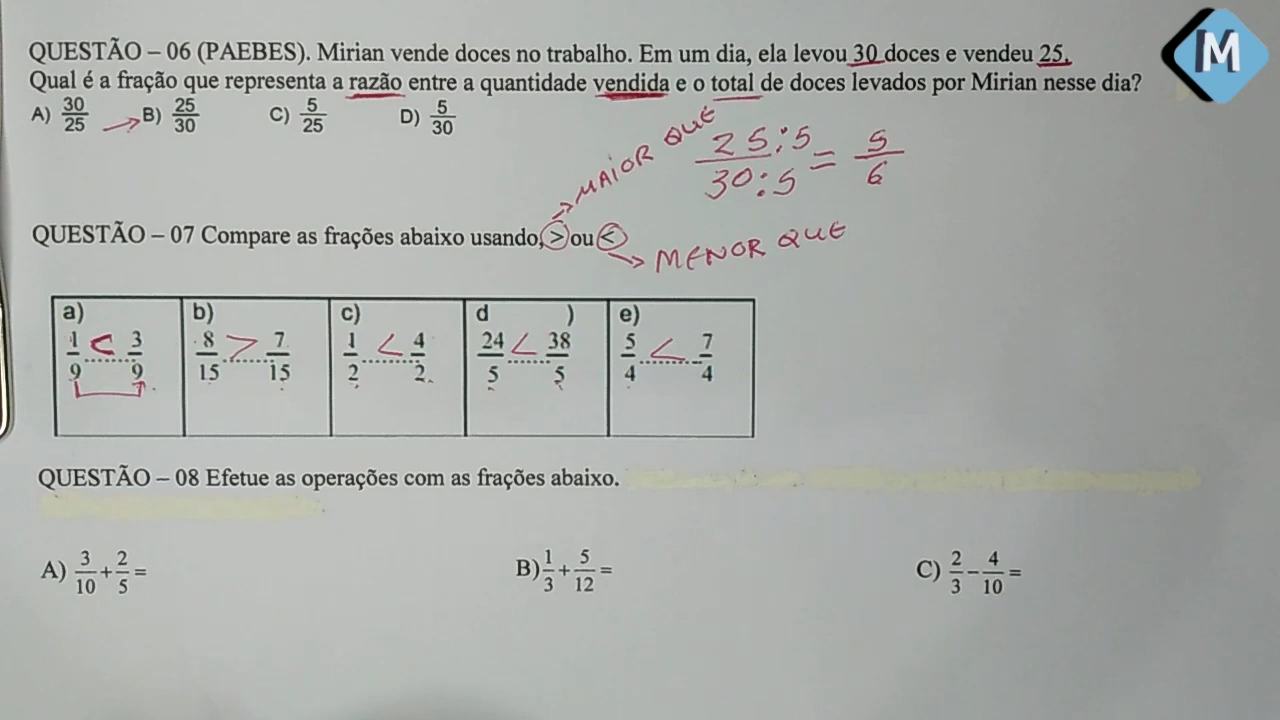 M
QUESTÃO – 06 (PAEBES). Mirian vende doces no trabalho. Em um dia, ela levou 30 doces e vendeu 25.
Qual é a fração que representa a razão entre a quantidade vendida e o total de doces levados por Mirian nesse dia?
A) 30/25 B) 25/30 C) 5/25 D) 5/30
MAIOR QUE
25:5/30:5 = 5/6
QUESTÃO – 07 Compare as frações abaixo usando, > ou <
MENOR QUE
a) b) c) d ) e)
1/9 < 3/9 8/15 > 7/15 1/2 < 4/2 24/5 < 38/5 5/4 < 7/4
QUESTÃO – 08 Efetue as operações com as frações abaixo.
A) 3/10 + 2/5 = B) 1/3 + 5/12 = C) 2/3 − 4/10 =